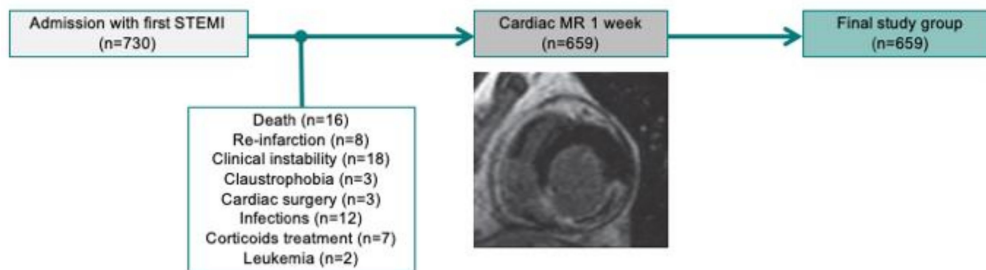 Admission with first STEMI
(n=730)
Cardiac MR 1 week
(n=659)
Final study group
(n=659)
Death (n=16)
Re-infarction (n=8)
Clinical instability (n=18)
Claustrophobia (n=3)
Cardiac surgery (n=3)
Infections (n=12)
Corticoids treatment (n=7)
Leukemia (n=2)